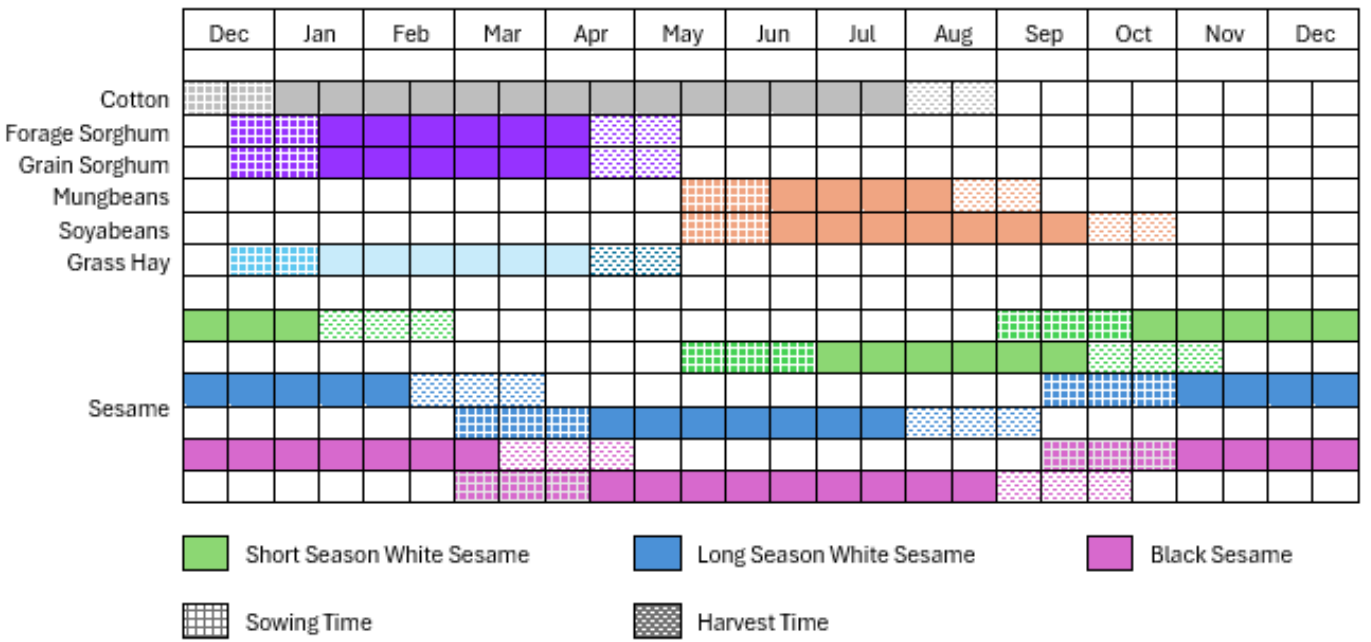 Dec Jan Feb Mar Apr May Jun Jul Aug Sep Oct Nov Dec
Cotton
Forage Sorghum
Grain Sorghum
Mungbeans
Soyabeans
Grass Hay
Sesame
Short Season White Sesame Long Season White Sesame Black Sesame
Sowing Time Harvest Time